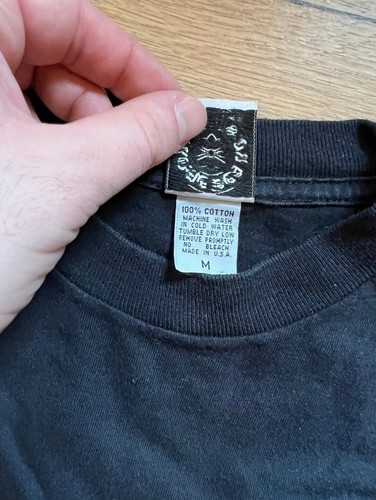 100% COTTON
MACHINE WASH
IN COLD WATER
TUMBLE DRY LOW
REMOVE PROMPTLY
NO BLEACH
MADE IN U.S.A.
M